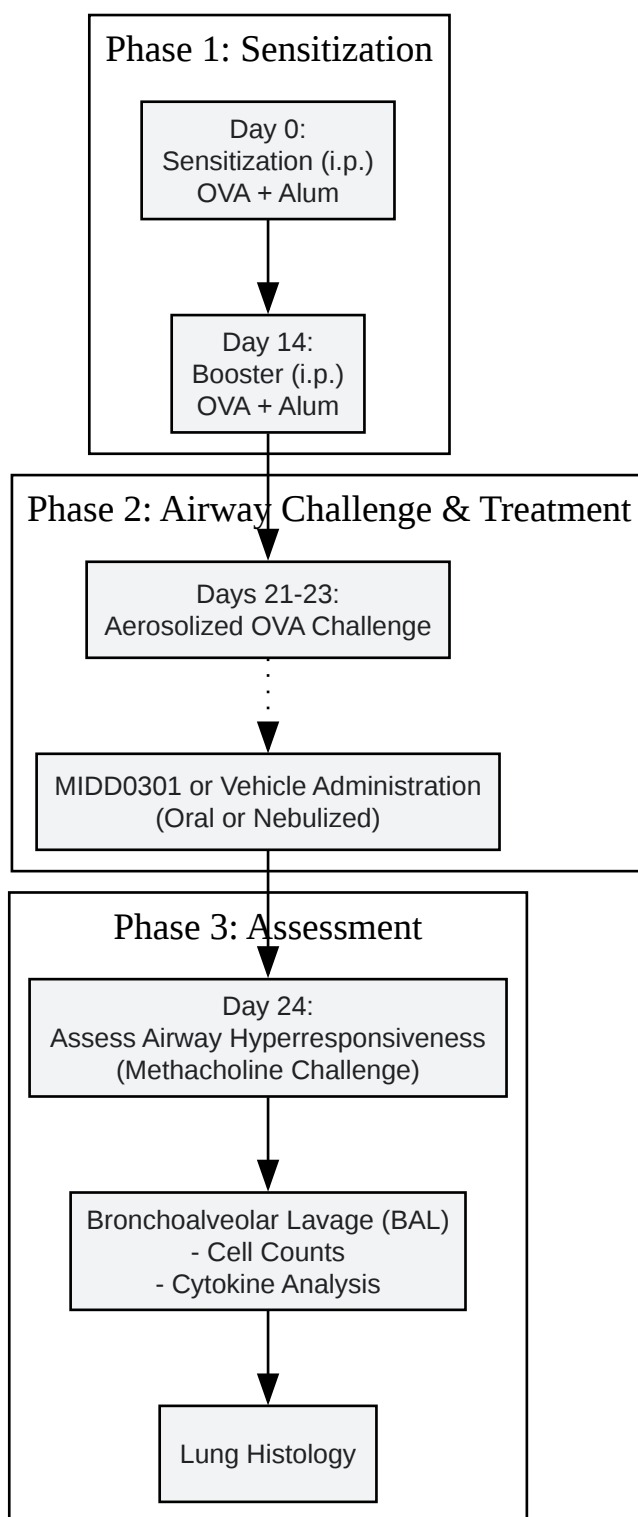 Phase 1: Sensitization
Day 0:
Sensitization (i.p.)
OVA + Alum
Day 14:
Booster (i.p.)
OVA + Alum
Phase 2: Airway Challenge & Treatment
Days 21-23:
Aerosolized OVA Challenge
MIDD0301 or Vehicle Administration
(Oral or Nebulized)
Phase 3: Assessment
Day 24:
Assess Airway Hyperresponsiveness
(Methacholine Challenge)
Bronchoalveolar Lavage (BAL)
- Cell Counts
- Cytokine Analysis
Lung Histology